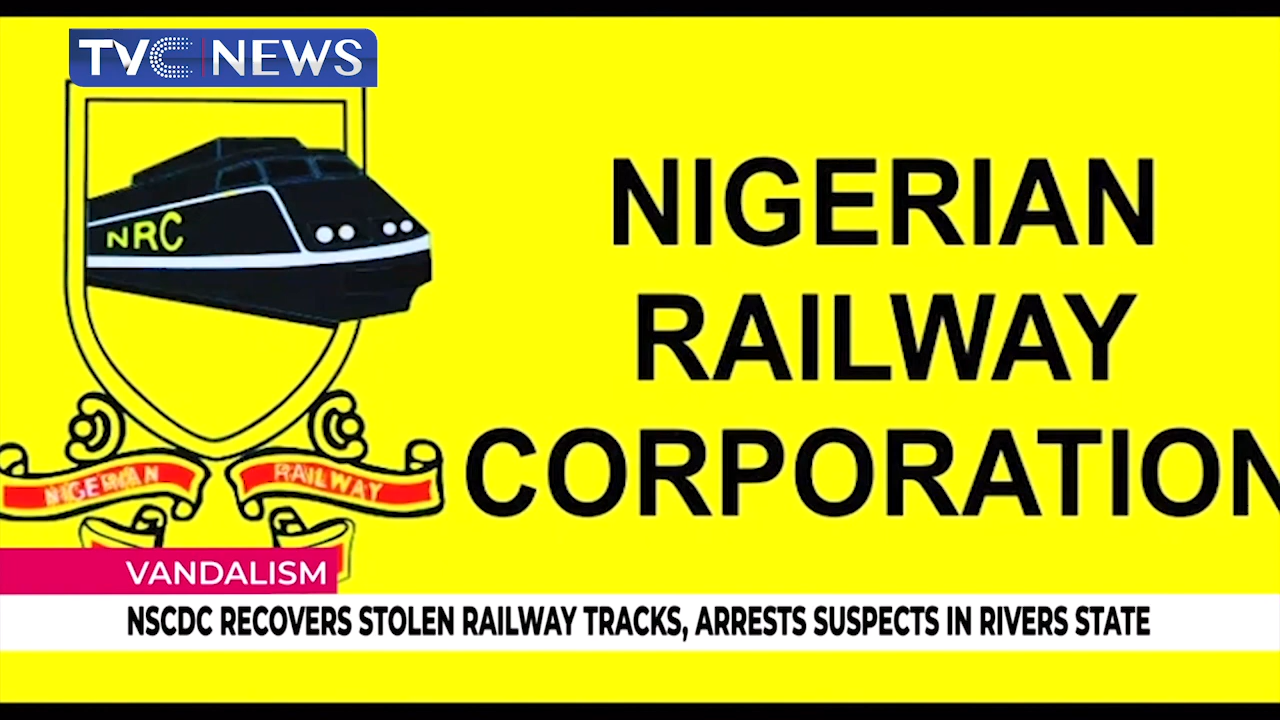 TVC NEWS
NRC
NIGERIAN
RAILWAY
CORPORATION
NIGERIAN RAILWAY
VANDALISM
NSCDC RECOVERS STOLEN RAILWAY TRACKS, ARRESTS SUSPECTS IN RIVERS STATE